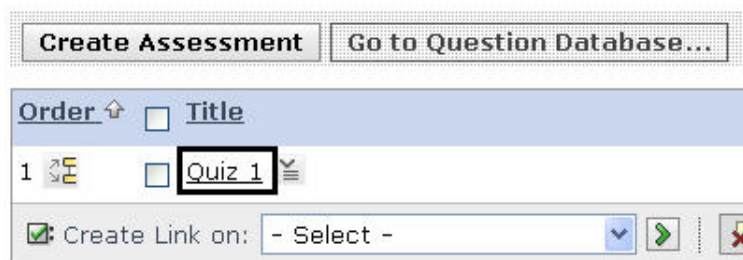 Create Assessment Go to Question Database...
Order Title
1 Quiz 1
Create Link on: - Select -